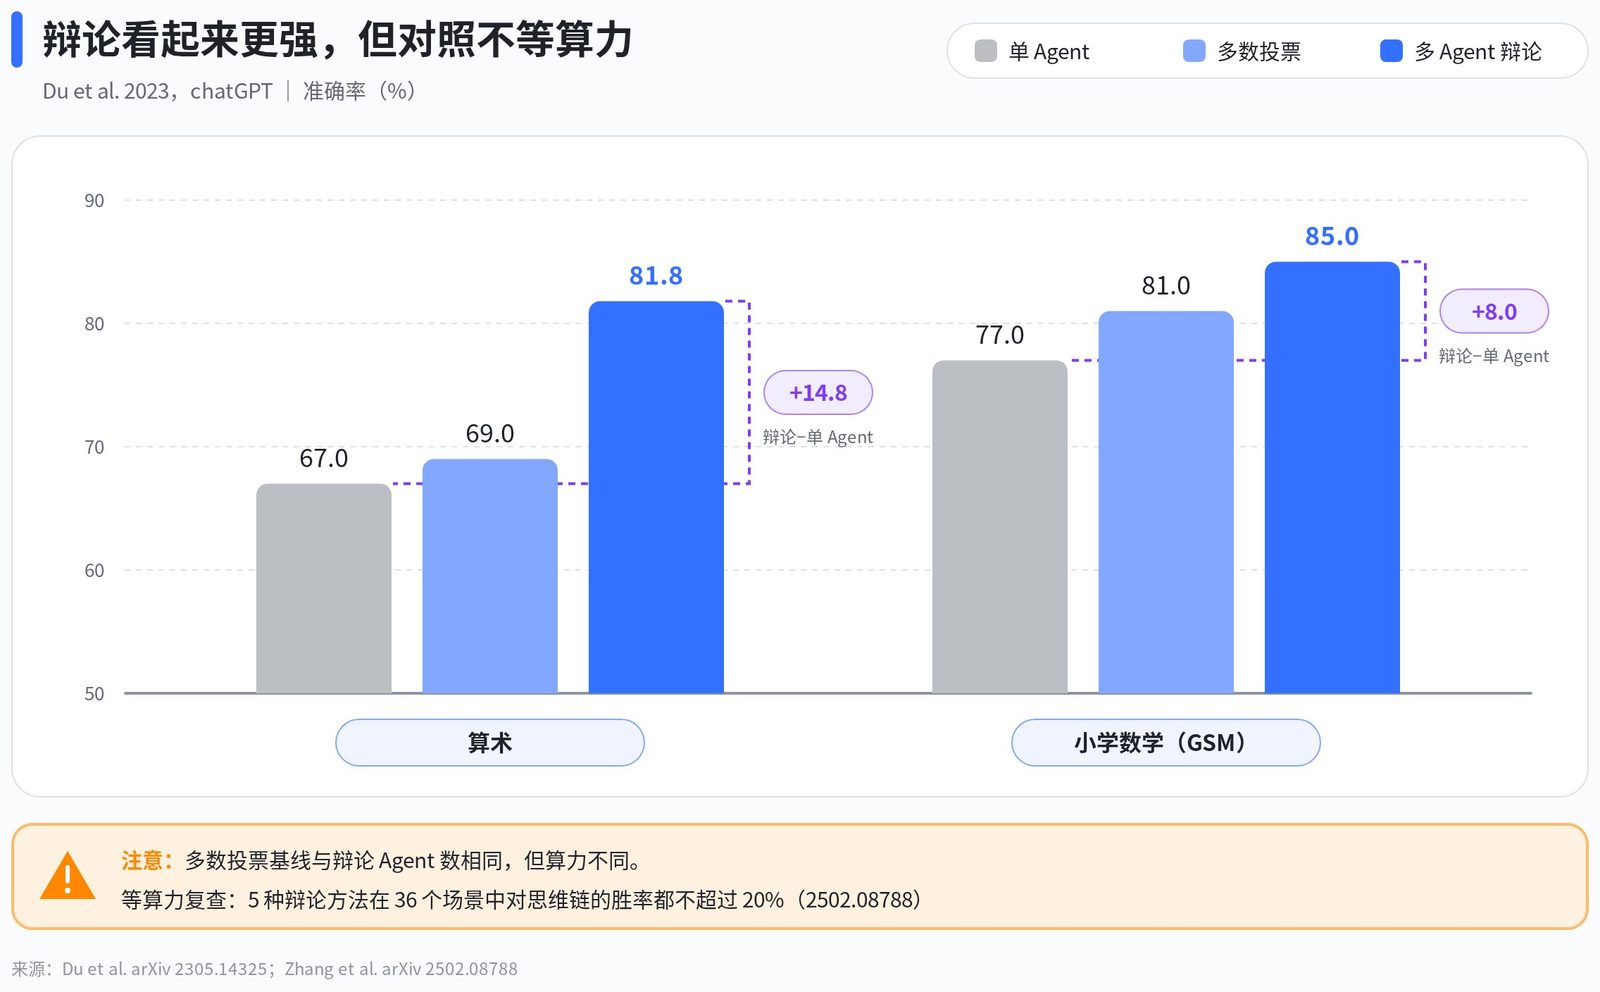 辩论看起来更强，但对照不等算力
Du et al. 2023，chatGPT｜准确率（%）
单 Agent
多数投票
多 Agent 辩论
90
80
70
60
50
67.0
69.0
81.8
+14.8
辩论−单 Agent
77.0
81.0
85.0
+8.0
辩论−单 Agent
算术
小学数学（GSM）
注意：多数投票基线与辩论 Agent 数相同，但算力不同。
等算力复查：5 种辩论方法在 36 个场景中对思维链的胜率都不超过 20%（2502.08788）
来源：Du et al. arXiv 2305.14325；Zhang et al. arXiv 2502.08788